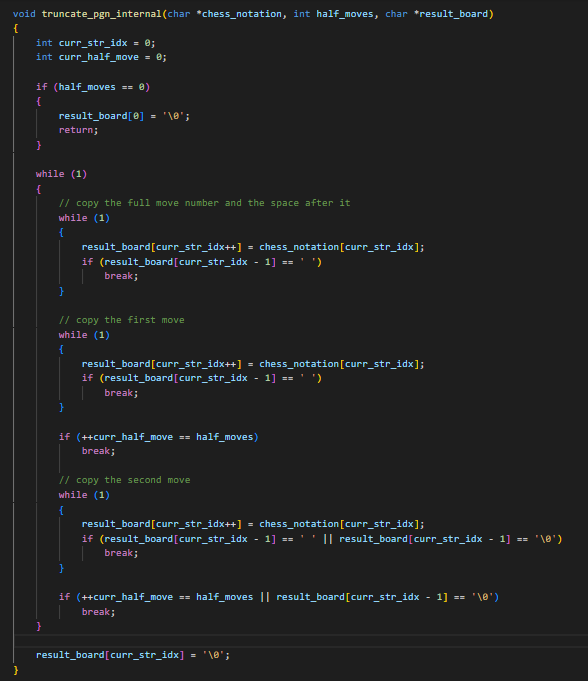 void truncate_pgn_internal(char *chess_notation, int half_moves, char *result_board)
{
    int curr_str_idx = 0;
    int curr_half_move = 0;

    if (half_moves == 0)
    {
        result_board[0] = '\0';
        return;
    }

    while (1)
    {
        // copy the full move number and the space after it
        while (1)
        {
            result_board[curr_str_idx++] = chess_notation[curr_str_idx];
            if (result_board[curr_str_idx - 1] == ' ')
                break;
        }

        // copy the first move
        while (1)
        {
            result_board[curr_str_idx++] = chess_notation[curr_str_idx];
            if (result_board[curr_str_idx - 1] == ' ')
                break;
        }

        if (++curr_half_move == half_moves)
            break;

        // copy the second move
        while (1)
        {
            result_board[curr_str_idx++] = chess_notation[curr_str_idx];
            if (result_board[curr_str_idx - 1] == ' ' || result_board[curr_str_idx - 1] == '\0')
                break;
        }

        if (++curr_half_move == half_moves || result_board[curr_str_idx - 1] == '\0')
            break;
    }

    result_board[curr_str_idx] = '\0';
}